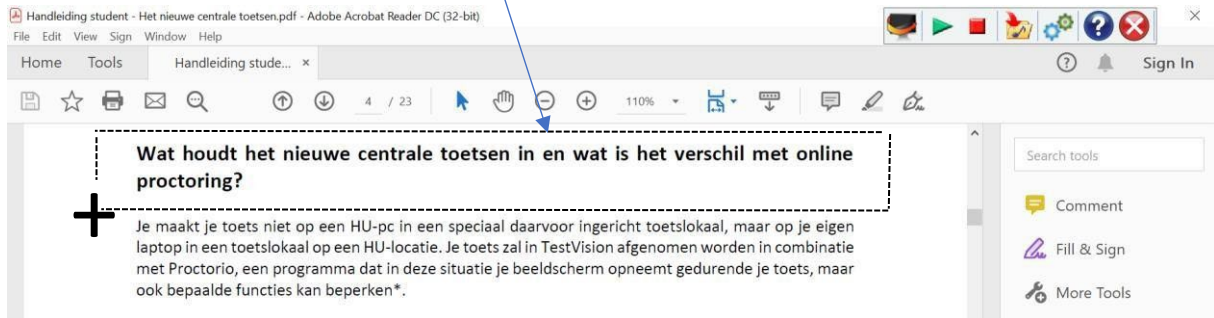 Handleiding student - Het nieuwe centrale toetsen.pdf - Adobe Acrobat Reader DC (32-bit)
File Edit View Sign Window Help
Home Tools Handleiding stude... × Sign In
4 / 23 110%
Wat houdt het nieuwe centrale toetsen in en wat is het verschil met online
proctoring?
Je maakt je toets niet op een HU-pc in een speciaal daarvoor ingericht toetslokaal, maar op je eigen
laptop in een toetslokaal op een HU-locatie. Je toets zal in TestVision afgenomen worden in combinatie
met Proctorio, een programma dat in deze situatie je beeldscherm opneemt gedurende je toets, maar
ook bepaalde functies kan beperken*.
Search tools
Comment
Fill & Sign
More Tools